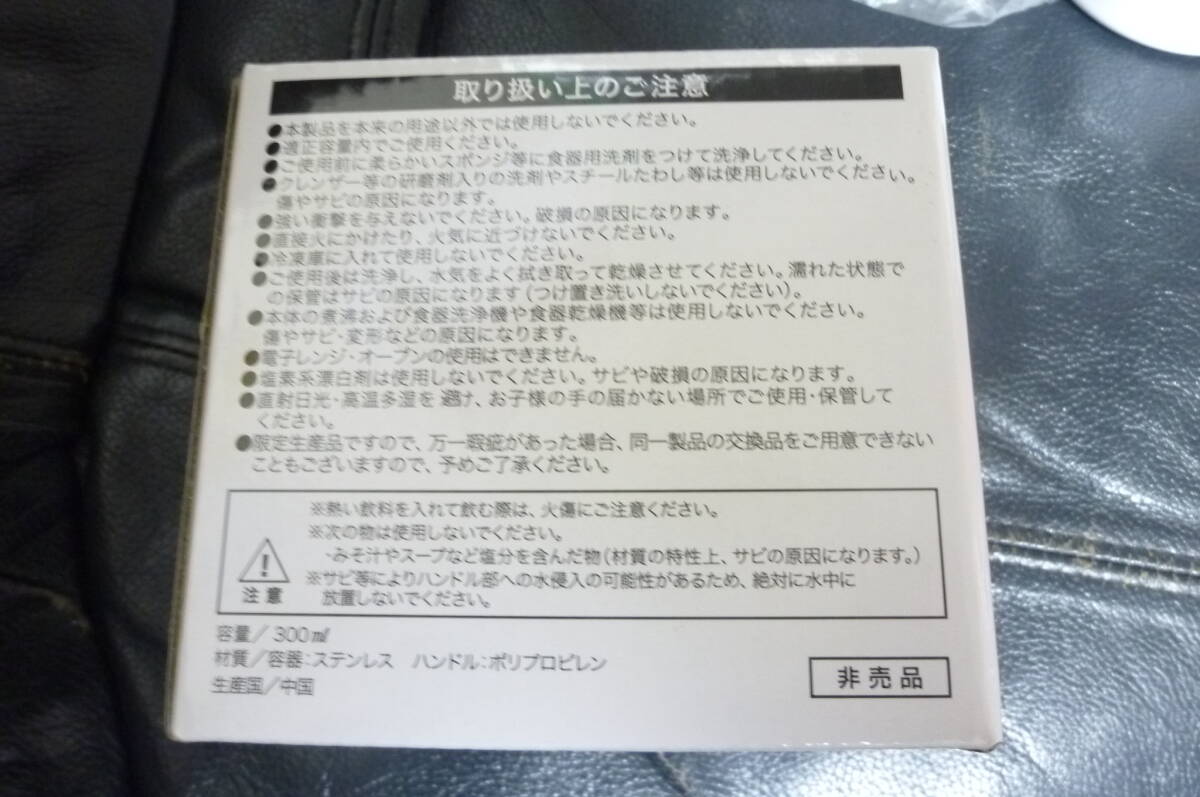 取り扱い上のご注意
●本製品を本来の用途以外では使用しないでください。
●適正容量内でご使用ください。
●ご使用前に柔らかいスポンジ等に食器用洗剤をつけて洗浄してください。
●クレンザー等の研磨剤入りの洗剤やスチールたわし等は使用しないでください。
傷やサビの原因になります。
●強い衝撃を与えないでください。破損の原因になります。
●直接火にかけたり、火気に近づけないでください。
●冷凍庫に入れて使用しないでください。
●ご使用後は洗浄し、水気をよく拭き取って乾燥させてください。濡れた状態で
の保管はサビの原因になります(つけ置き洗いしないでください)。
●本体の煮沸および食器洗浄機や食器乾燥機等は使用しないでください。
傷やサビ・変形などの原因になります。
●電子レンジ・オーブンの使用はできません。
●塩素系漂白剤は使用しないでください。サビや破損の原因になります。
●直射日光・高温多湿を避け、お子様の手の届かない場所でご使用・保管して
ください。
●限定生産品ですので、万一瑕疵があった場合、同一製品の交換品をご用意できない
こともございますので、予めご了承ください。
※熱い飲料を入れて飲む際は、火傷にご注意ください。
※次の物は使用しないでください。
・みそ汁やスープなど塩分を含んだ物(材質の特性上、サビの原因になります。)
※サビ等によりハンドル部への水侵入の可能性があるため、絶対に水中に
放置しないでください。
注意
容量/300㎖
材質/容器:ステンレス ハンドル:ポリプロピレン
生産国/中国
非売品